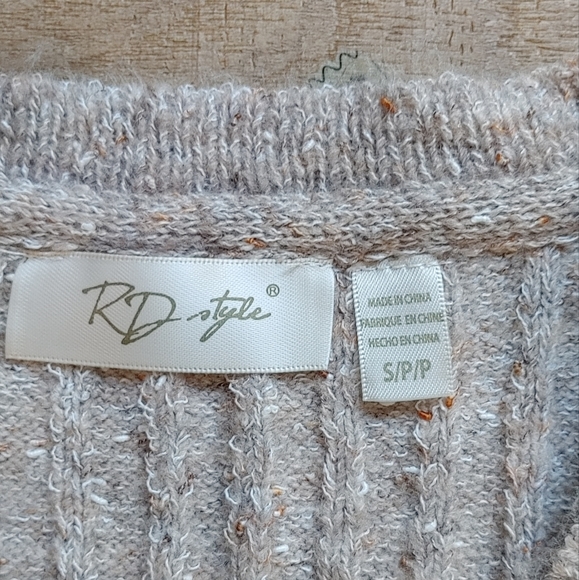 RD style®
MADE IN CHINA
FABRIQUE EN CHINE
HECHO EN CHINA
S/P/P